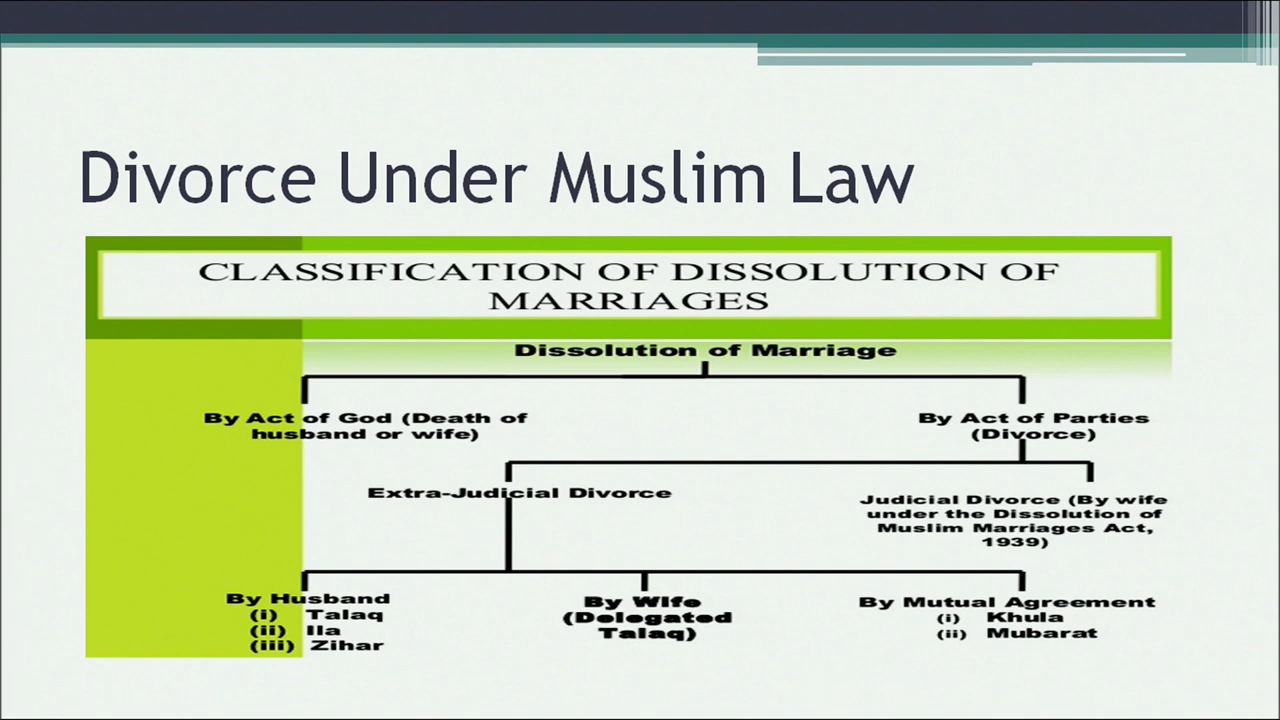 Divorce Under Muslim Law
CLASSIFICATION OF DISSOLUTION OF
MARRIAGES
Dissolution of Marriage
By Act of God (Death of
husband or wife)
By Act of Parties
(Divorce)
Extra-Judicial Divorce
Judicial Divorce (By wife
under the Dissolution of
Muslim Marriages Act,
1939)
By Husband
(i) Talaq
(ii) Ila
(iii) Zihar
By Wife
(Delegated
Talaq)
By Mutual Agreement
(i) Khula
(ii) Mubarat